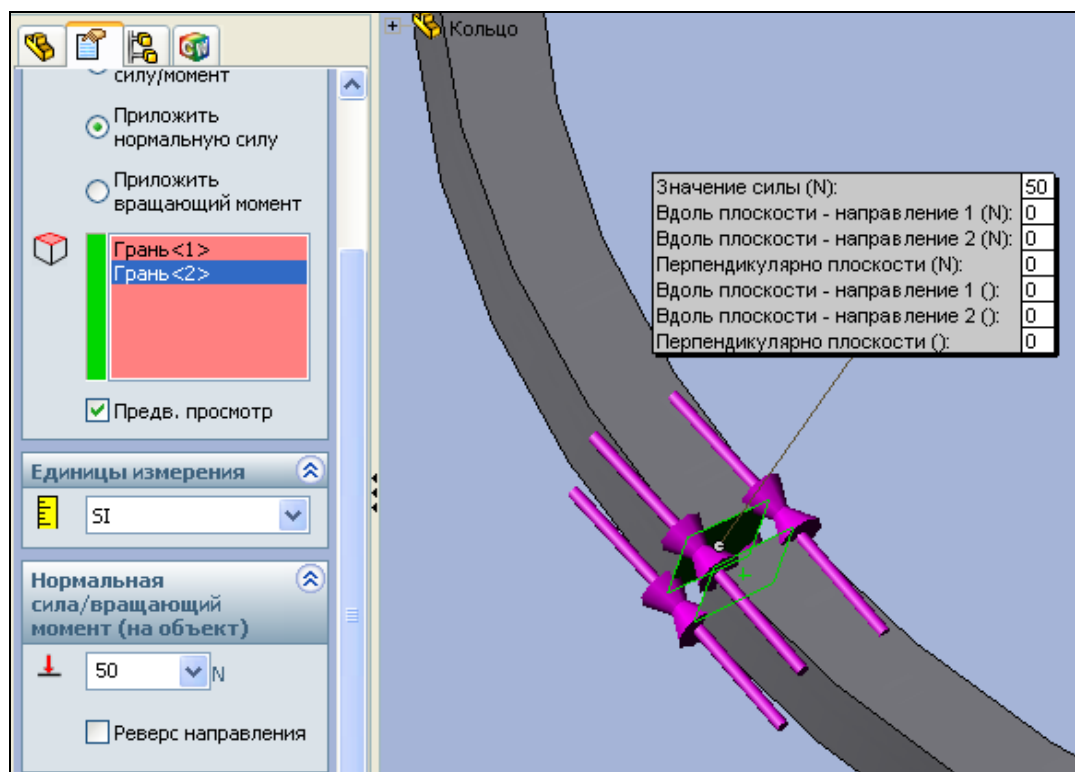 силу/момент
Приложить
нормальную силу
Приложить
вращающий момент
Грань<1>
Грань<2>
Предв. просмотр
Единицы измерения
SI
Нормальная
сила/вращающий
момент (на объект)
50 N
Реверс направления
Кольцо
Значение силы (N): 50
Вдоль плоскости - направление 1 (N): 0
Вдоль плоскости - направление 2 (N): 0
Перпендикулярно плоскости (N): 0
Вдоль плоскости - направление 1 (): 0
Вдоль плоскости - направление 2 (): 0
Перпендикулярно плоскости (): 0